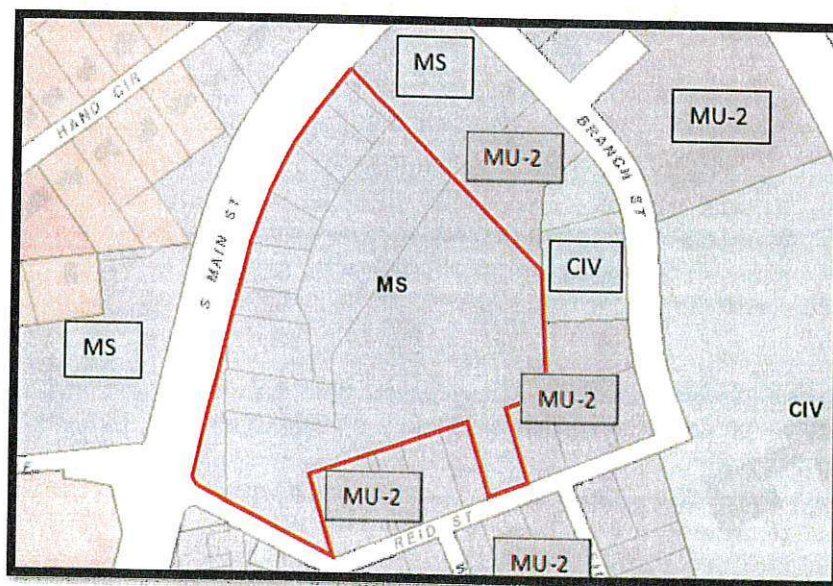 MS
MU-2
HAND CIR
BRANCH ST
MU-2
S MAIN ST
CIV
MS
MS
MU-2
CIV
MU-2
REID ST
S
MU-2